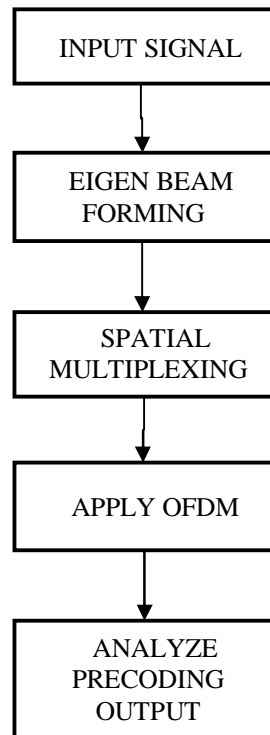 INPUT SIGNAL
EIGEN BEAM
FORMING
SPATIAL
MULTIPLEXING
APPLY OFDM
ANALYZE
PRECODING
OUTPUT